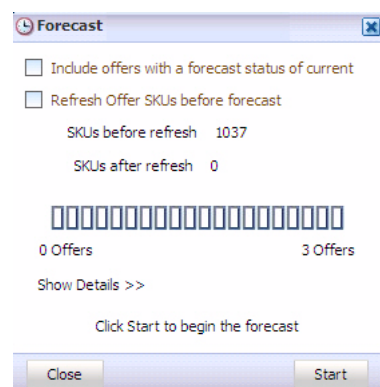 Forecast
Include offers with a forecast status of current
Refresh Offer SKUs before forecast
SKUs before refresh 1037
SKUs after refresh 0
0 Offers 3 Offers
Show Details >>
Click Start to begin the forecast
Close Start